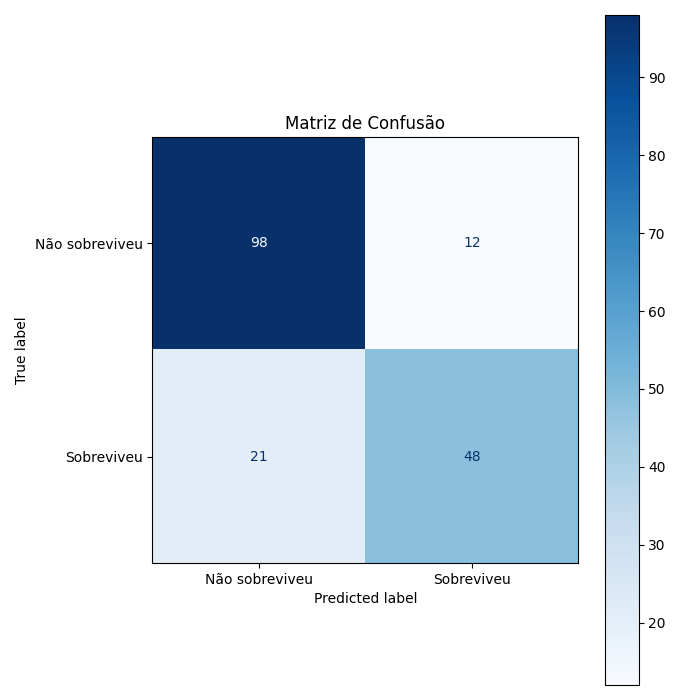 Matriz de Confusão
True label
Não sobreviveu
98
12
Sobreviveu
21
48
Não sobreviveu
Sobreviveu
Predicted label
90
80
70
60
50
40
30
20